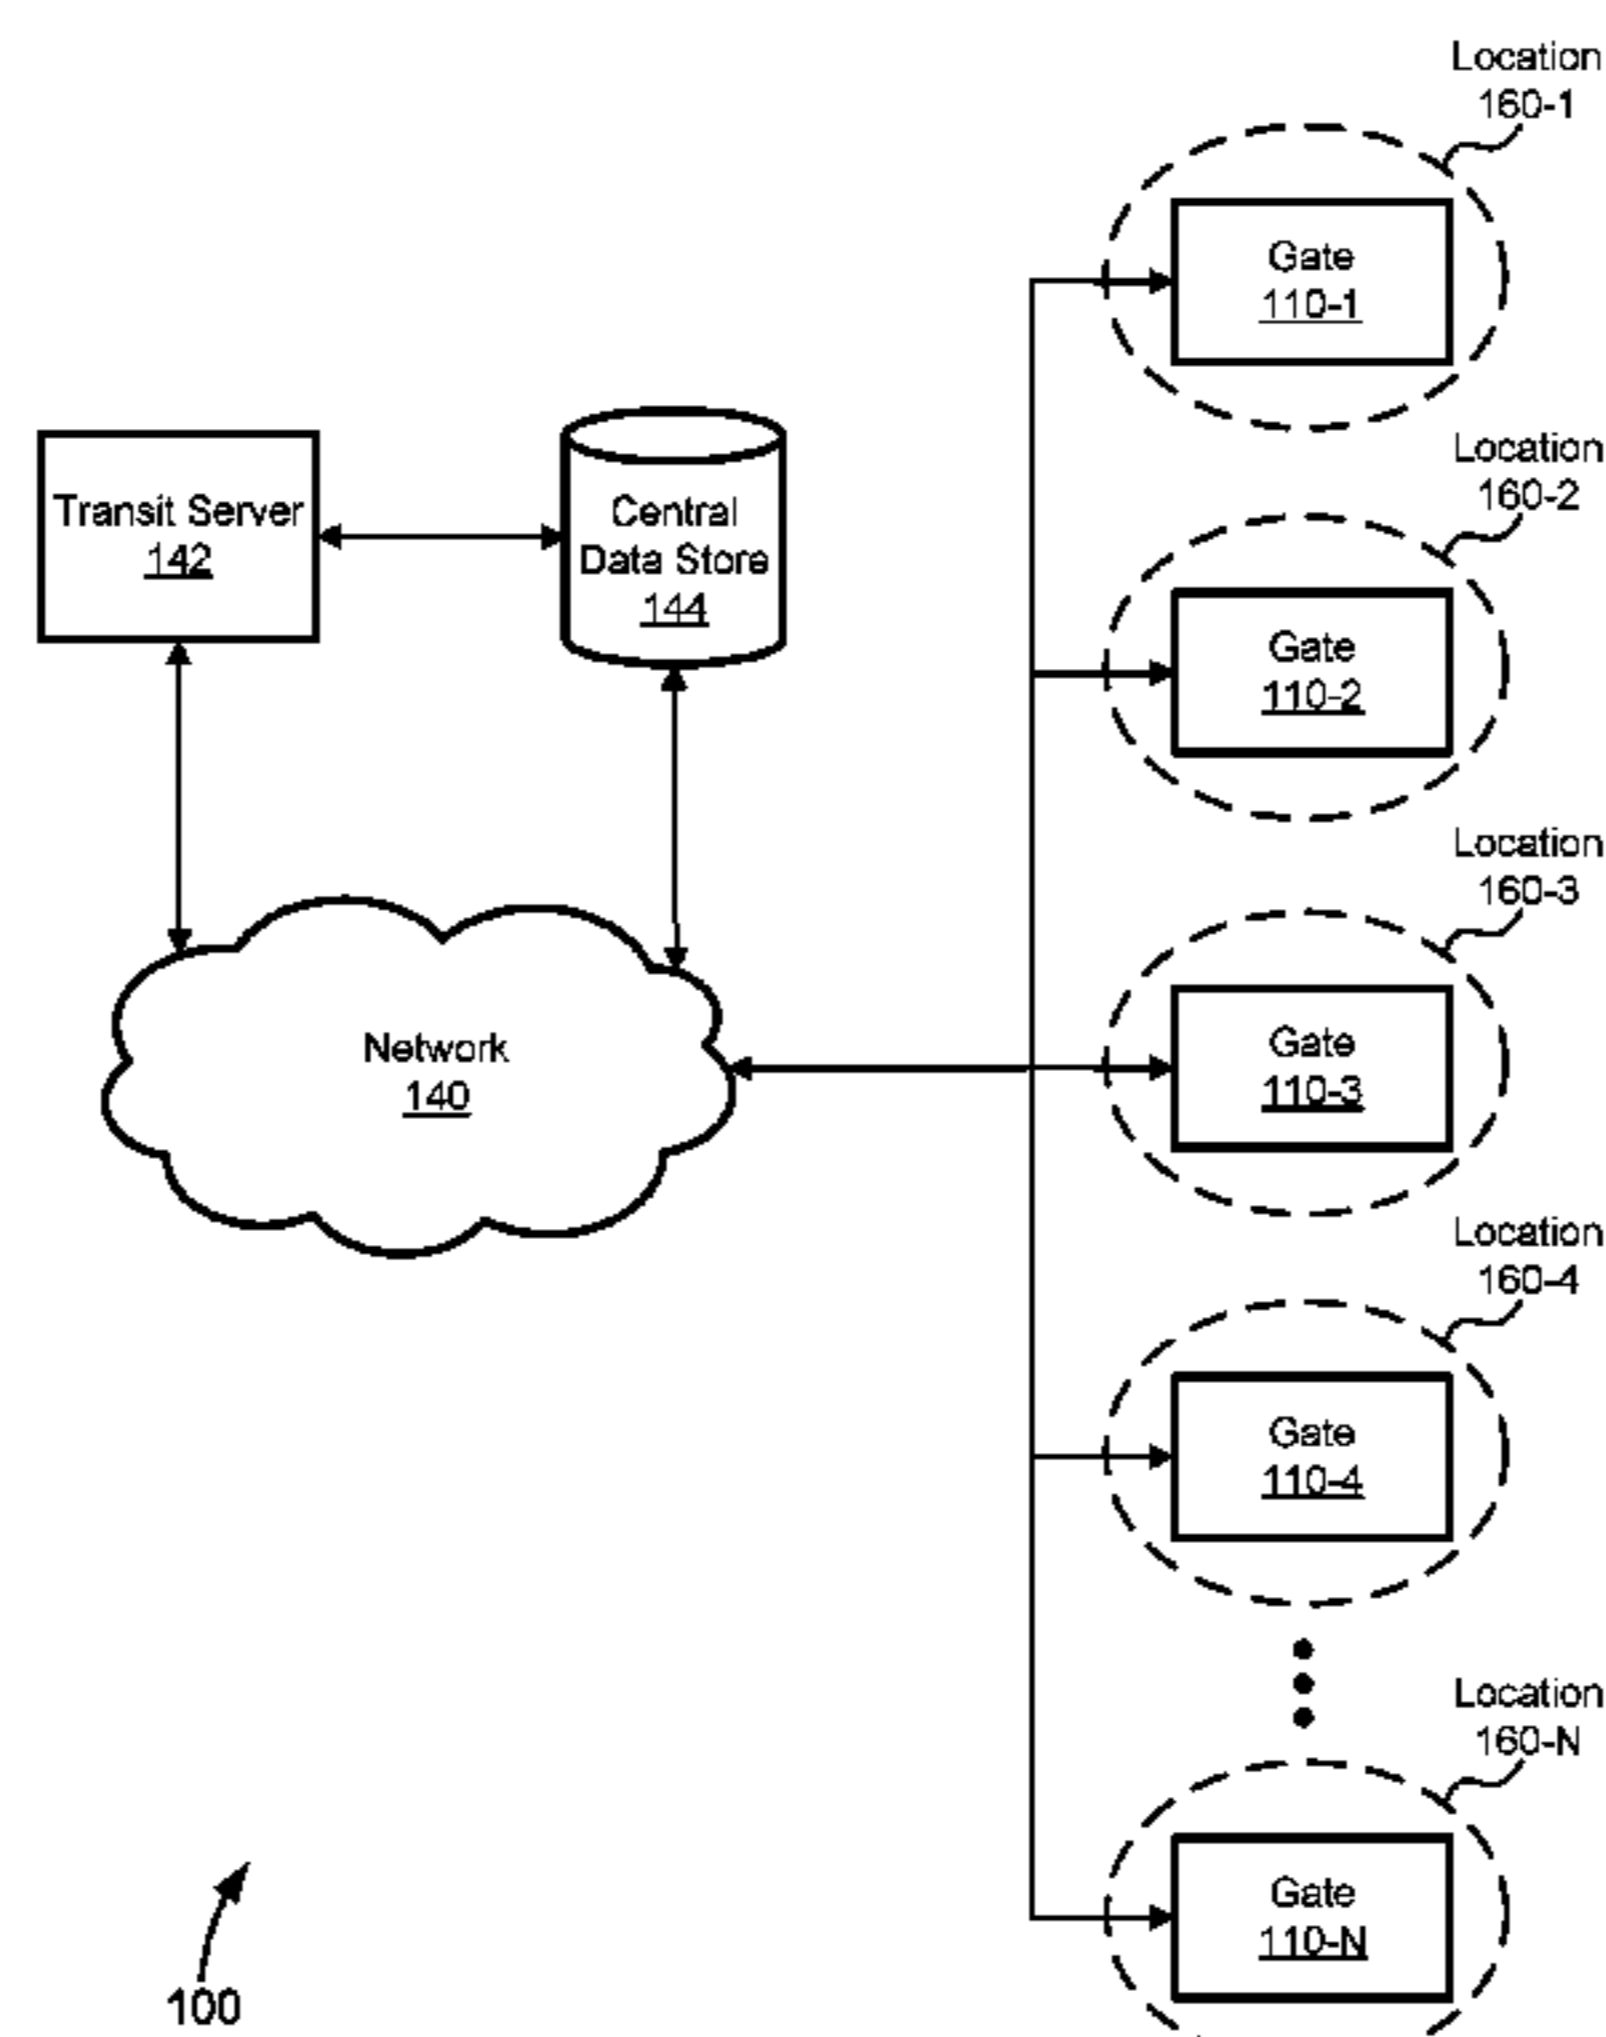 Location
160-1
Gate
110-1
Location
160-2
Transit Server
142
Central
Data Store
144
Gate
110-2
Location
160-3
Network
140
Gate
110-3
Location
160-4
Gate
110-4
Location
160-N
Gate
110-N
100